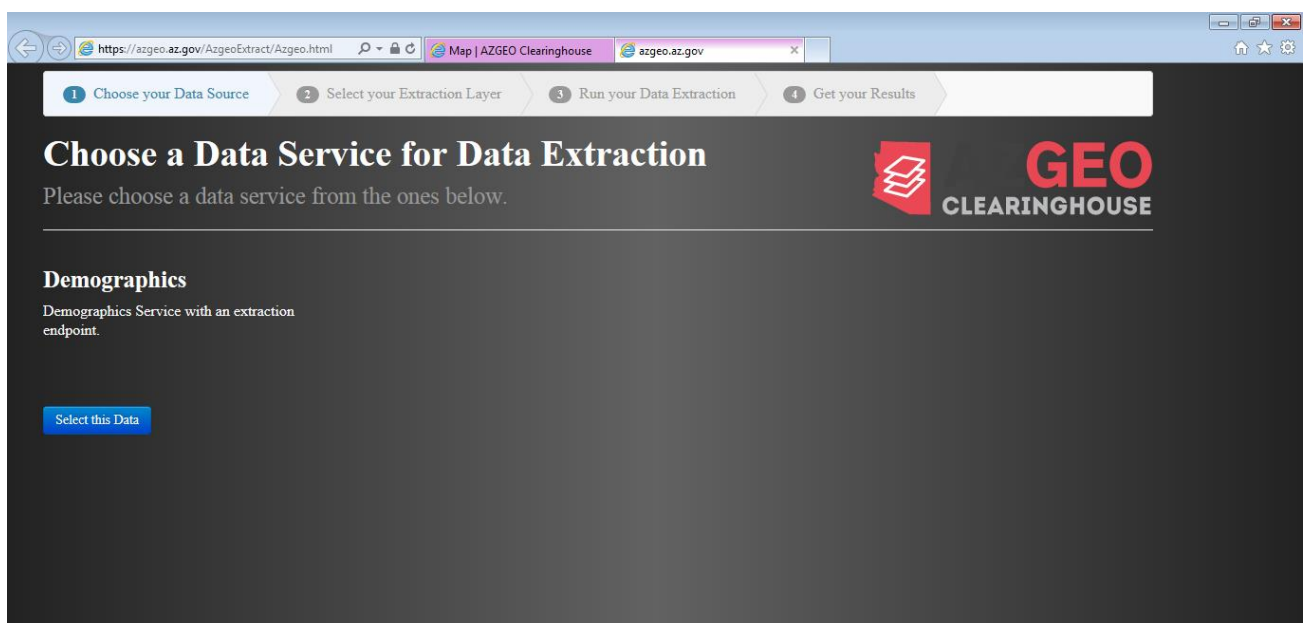 https://azgeo.az.gov/AzgeoExtract/Azgeo.html
Map | AZGEO Clearinghouse
azgeo.az.gov
1 Choose your Data Source
2 Select your Extraction Layer
3 Run your Data Extraction
4 Get your Results
Choose a Data Service for Data Extraction
Please choose a data service from the ones below.
AZGEO
CLEARINGHOUSE
Demographics
Demographics Service with an extraction
endpoint.
Select this Data